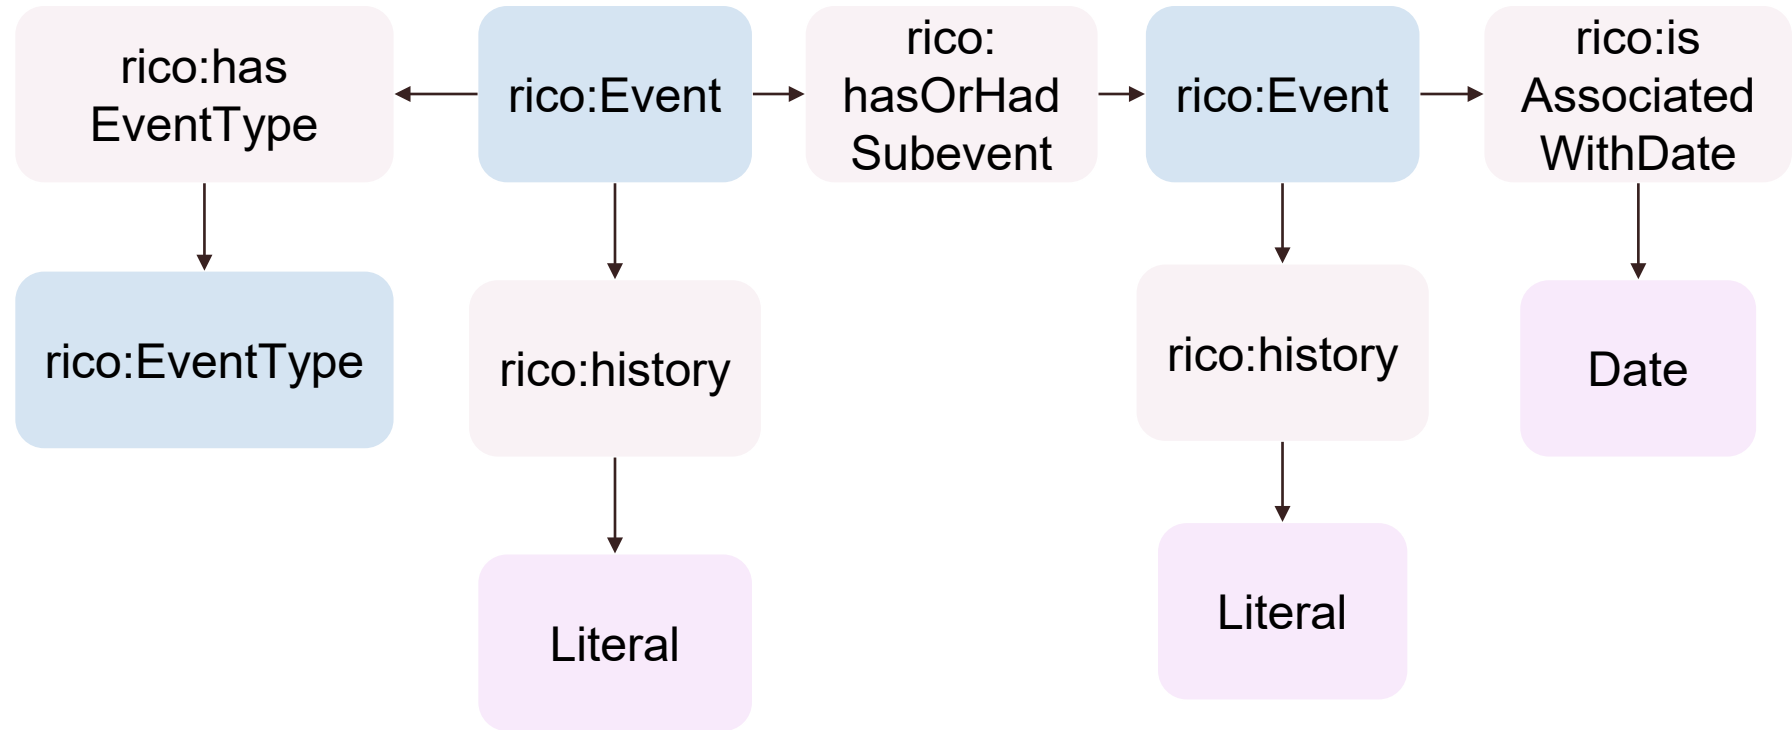 rico:has
EventType
rico:Event
rico:
hasOrHad
Subevent
rico:Event
rico:is
Associated
WithDate
rico:EventType
rico:history
rico:history
Date
Literal
Literal